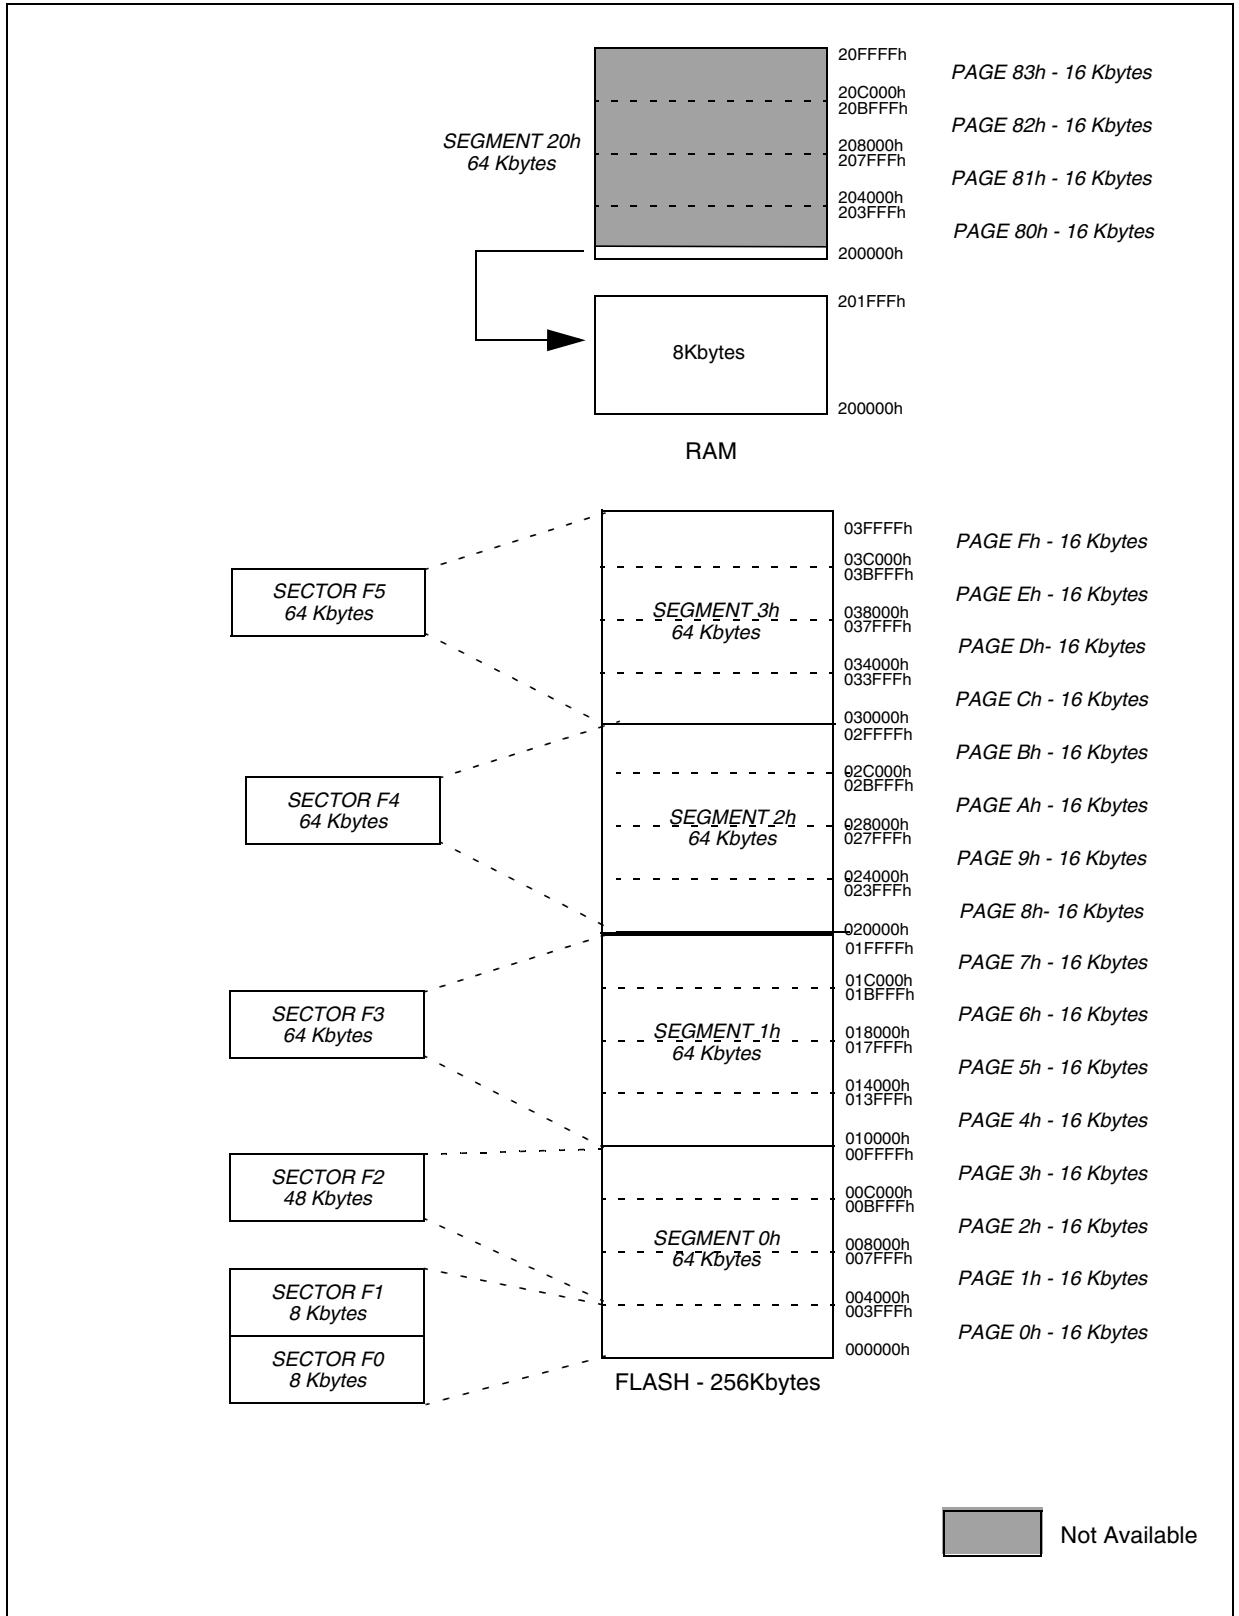 20FFFFh
PAGE 83h - 16 Kbytes
20C000h
20BFFFh
PAGE 82h - 16 Kbytes
SEGMENT 20h
64 Kbytes
208000h
207FFFh
PAGE 81h - 16 Kbytes
204000h
203FFFh
PAGE 80h - 16 Kbytes
200000h
201FFFh
8Kbytes
200000h
RAM
03FFFFh
PAGE Fh - 16 Kbytes
03C000h
03BFFFh
SECTOR F5
64 Kbytes
PAGE Eh - 16 Kbytes
SEGMENT 3h
64 Kbytes
038000h
037FFFh
PAGE Dh- 16 Kbytes
034000h
033FFFh
PAGE Ch - 16 Kbytes
030000h
02FFFFh
PAGE Bh - 16 Kbytes
02C000h
02BFFFh
SECTOR F4
64 Kbytes
PAGE Ah - 16 Kbytes
SEGMENT 2h
64 Kbytes
028000h
027FFFh
PAGE 9h - 16 Kbytes
024000h
023FFFh
PAGE 8h- 16 Kbytes
020000h
01FFFFh
PAGE 7h - 16 Kbytes
01C000h
01BFFFh
SECTOR F3
64 Kbytes
PAGE 6h - 16 Kbytes
SEGMENT 1h
64 Kbytes
018000h
017FFFh
PAGE 5h - 16 Kbytes
014000h
013FFFh
PAGE 4h - 16 Kbytes
010000h
00FFFFh
SECTOR F2
48 Kbytes
PAGE 3h - 16 Kbytes
00C000h
00BFFFh
PAGE 2h - 16 Kbytes
SEGMENT 0h
64 Kbytes
008000h
007FFFh
PAGE 1h - 16 Kbytes
SECTOR F1
8 Kbytes
004000h
003FFFh
PAGE 0h - 16 Kbytes
000000h
SECTOR F0
8 Kbytes
FLASH - 256Kbytes
Not Available